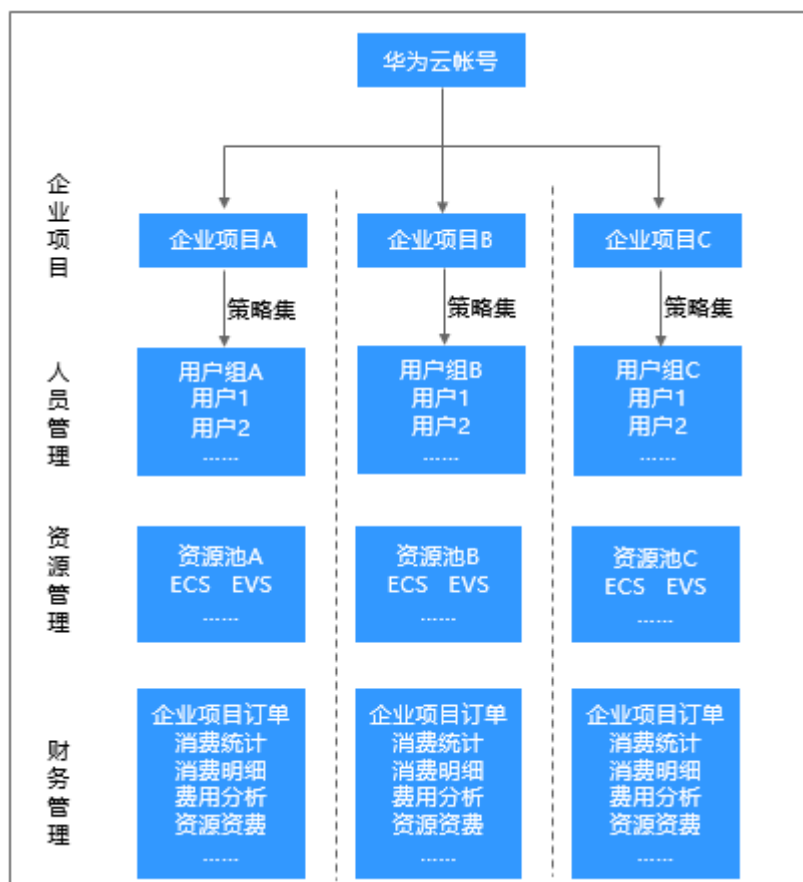 华为云帐号
企业项目
企业项目A
企业项目B
企业项目C
策略集
策略集
策略集
人员管理
用户组A
用户1
用户2
......
用户组B
用户1
用户2
......
用户组C
用户1
用户2
......
资源管理
资源池A
ECS EVS
......
资源池B
ECS EVS
......
资源池C
ECS EVS
......
财务管理
企业项目订单
消费统计
消费明细
费用分析
资源资费
......
企业项目订单
消费统计
消费明细
费用分析
资源资费
......
企业项目订单
消费统计
消费明细
费用分析
资源资费
......